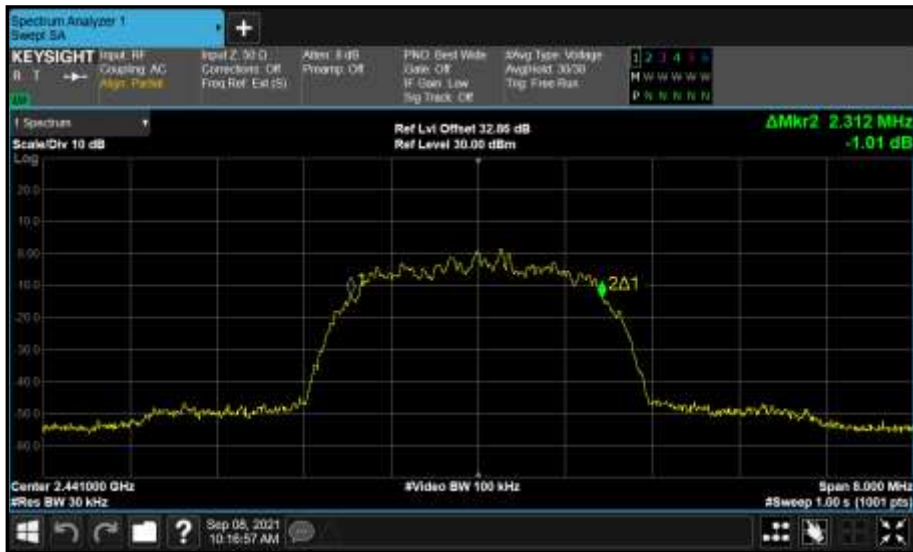 Spectrum Analyzer 1
Swept SA
+
KEYSIGHT
R T
Input: RF
Coupling: AC
Align: Partial
Input Z: 50 Ω
Corrections: Off
Freq Ref: Ext (S)
Atten: 8 dB
Preamp: Off
PNO: Best Wide
Gate: Off
IF Gain: Low
Sig Track: Off
#Avg Type: Voltage
Avg|Hold: 30/30
Trig: Free Run
1 2 3 4 5 6
M W W W W W
P N N N N N
1 Spectrum
Scale/Div 10 dB
Ref Lvl Offset 32.86 dB
Ref Level 30.00 dBm
ΔMkr2 2.312 MHz
-1.01 dB
Log
20.0
10.0
0.00
-10.0
-20.0
-30.0
-40.0
-50.0
-60.0
2Δ1
Center 2.441000 GHz
#Video BW 100 kHz
Span 8.000 MHz
#Res BW 30 kHz
#Sweep 1.00 s (1001 pts)
?
Sep 08, 2021
10:16:57 AM